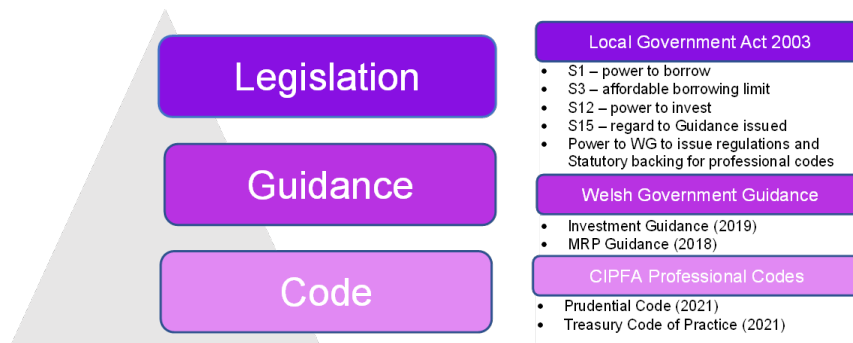 Legislation
Guidance
Code
Local Government Act 2003
• S1 – power to borrow
• S3 – affordable borrowing limit
• S12 – power to invest
• S15 – regard to Guidance issued
• Power to WG to issue regulations and
Statutory backing for professional codes
Welsh Government Guidance
• Investment Guidance (2019)
• MRP Guidance (2018)
CIPFA Professional Codes
• Prudential Code (2021)
• Treasury Code of Practice (2021)